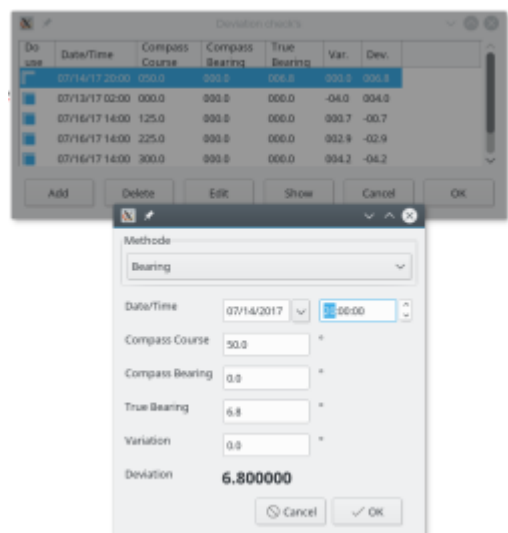 Deviation check's
Do use Date/Time Compass Course Compass Bearing True Bearing Var. Dev.
07/14/17 20:00 050.0 000.0 006.8 000.0 006.8
07/13/17 02:00 000.0 000.0 000.0 -04.0 004.0
07/16/17 14:00 125.0 000.0 000.0 000.7 -00.7
07/16/17 14:00 225.0 000.0 000.0 002.9 -02.9
07/16/17 14:00 300.0 000.0 000.0 004.2 -04.2
Add Delete Edit Show Cancel OK
Methode
Bearing
Date/Time 07/14/2017 20:00:00
Compass Course 50.0 °
Compass Bearing 0.0 °
True Bearing 6.8 °
Variation 0.0 °
Deviation 6.800000
Cancel OK